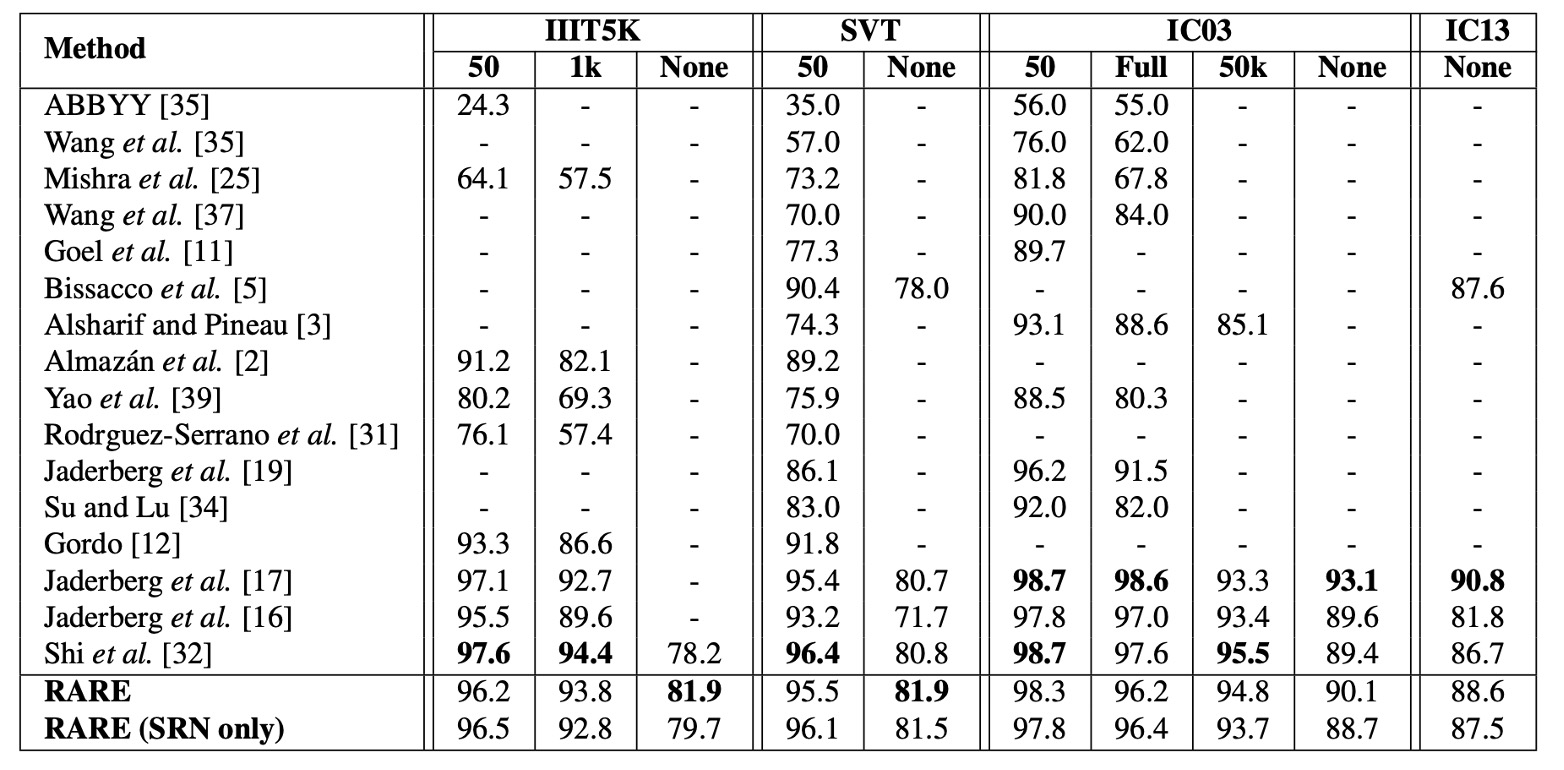 Method IIIT5K SVT IC03 IC13
50 1k None 50 None 50 Full 50k None None
ABBYY [35] 24.3 - - 35.0 - 56.0 55.0 - - -
Wang et al. [35] - - - 57.0 - 76.0 62.0 - - -
Mishra et al. [25] 64.1 57.5 - 73.2 - 81.8 67.8 - - -
Wang et al. [37] - - - 70.0 - 90.0 84.0 - - -
Goel et al. [11] - - - 77.3 - 89.7 - - - -
Bissacco et al. [5] - - - 90.4 78.0 - - - - 87.6
Alsharif and Pineau [3] - - - 74.3 - 93.1 88.6 85.1 - -
Almazán et al. [2] 91.2 82.1 - 89.2 - - - - - -
Yao et al. [39] 80.2 69.3 - 75.9 - 88.5 80.3 - - -
Rodrguez-Serrano et al. [31] 76.1 57.4 - 70.0 - - - - - -
Jaderberg et al. [19] - - - 86.1 - 96.2 91.5 - - -
Su and Lu [34] - - - 83.0 - 92.0 82.0 - - -
Gordo [12] 93.3 86.6 - 91.8 - - - - - -
Jaderberg et al. [17] 97.1 92.7 - 95.4 80.7 98.7 98.6 93.3 93.1 90.8
Jaderberg et al. [16] 95.5 89.6 - 93.2 71.7 97.8 97.0 93.4 89.6 81.8
Shi et al. [32] 97.6 94.4 78.2 96.4 80.8 98.7 97.6 95.5 89.4 86.7
RARE 96.2 93.8 81.9 95.5 81.9 98.3 96.2 94.8 90.1 88.6
RARE (SRN only) 96.5 92.8 79.7 96.1 81.5 97.8 96.4 93.7 88.7 87.5